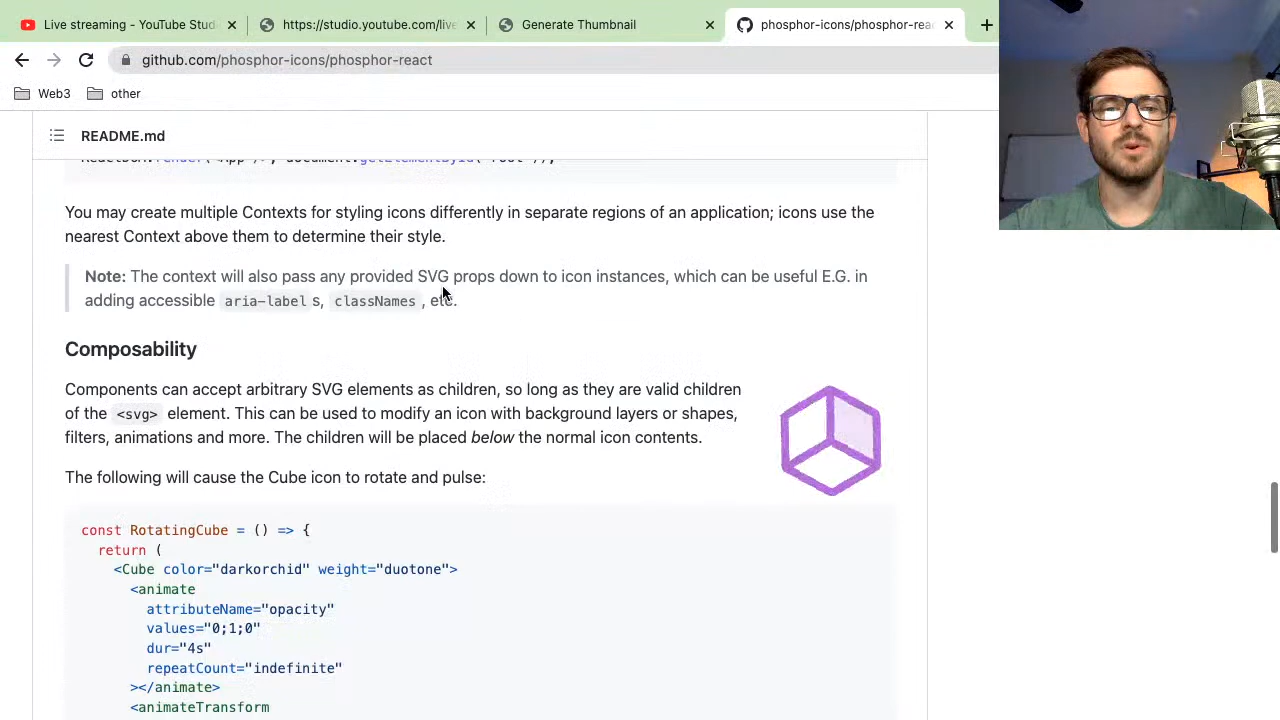 Live streaming - YouTube Stud
https://studio.youtube.com/live
Generate Thumbnail
phosphor-icons/phosphor-rea
github.com/phosphor-icons/phosphor-react
Web3
other
README.md
You may create multiple Contexts for styling icons differently in separate regions of an application; icons use the
nearest Context above them to determine their style.
Note: The context will also pass any provided SVG props down to icon instances, which can be useful E.G. in
adding accessible aria-label s, classNames , etc.
Composability
Components can accept arbitrary SVG elements as children, so long as they are valid children
of the <svg> element. This can be used to modify an icon with background layers or shapes,
filters, animations and more. The children will be placed below the normal icon contents.
The following will cause the Cube icon to rotate and pulse:
const RotatingCube = () => {
return (
<Cube color="darkorchid" weight="duotone">
<animate
attributeName="opacity"
values="0;1;0"
dur="4s"
repeatCount="indefinite"
></animate>
<animateTransform